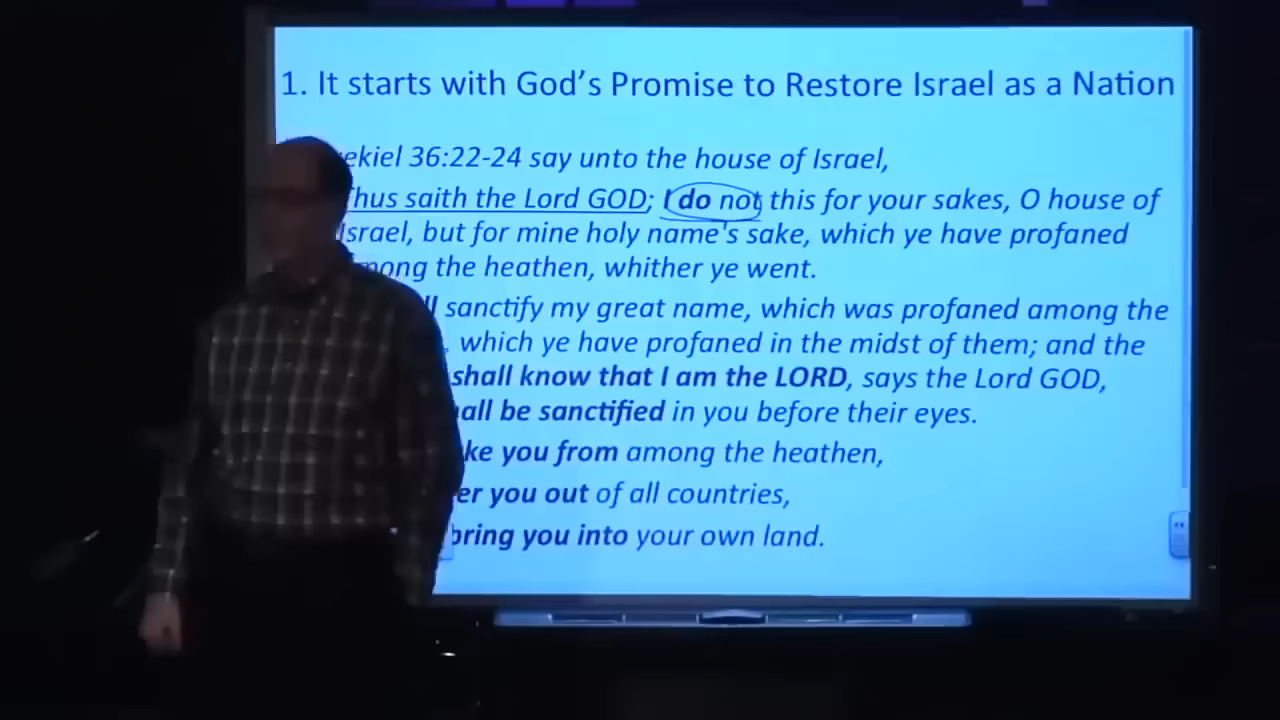 1. It starts with God's Promise to Restore Israel as a Nation
ekiel 36:22-24 say unto the house of Israel,
Thus saith the Lord GOD; I do not this for your sakes, O house of
Israel, but for mine holy name's sake, which ye have profaned
among the heathen, whither ye went.
sanctify my great name, which was profaned among the
, which ye have profaned in the midst of them; and the
shall know that I am the LORD, says the Lord GOD,
all be sanctified in you before their eyes.
ke you from among the heathen,
er you out of all countries,
bring you into your own land.